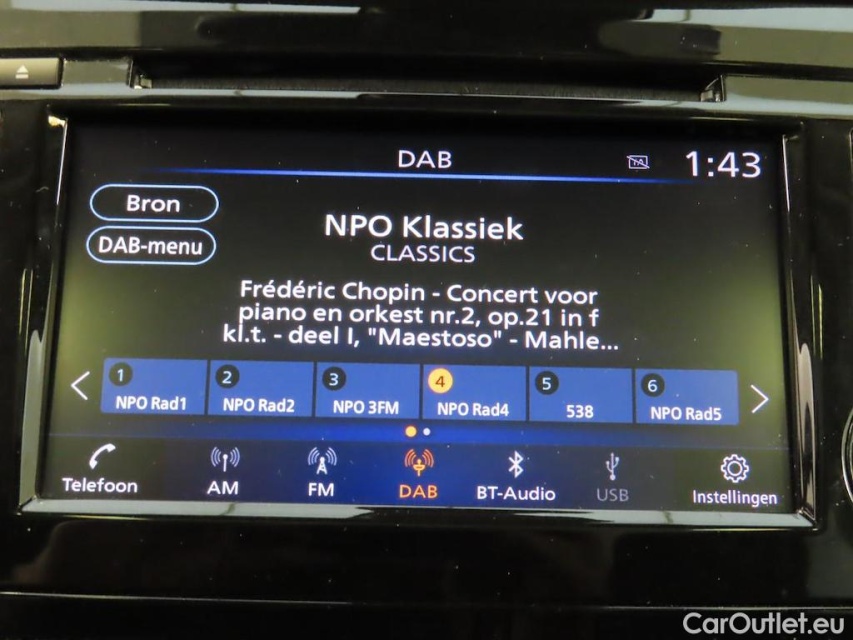 DAB
TA
1:43
Bron
DAB-menu
NPO Klassiek
CLASSICS
Frédéric Chopin - Concert voor
piano en orkest nr.2, op.21 in f
kl.t. - deel I, "Maestoso" - Mahle...
1 NPO Rad1
2 NPO Rad2
3 NPO 3FM
4 NPO Rad4
5 538
6 NPO Rad5
Telefoon
AM
FM
DAB
BT-Audio
USB
Instellingen
CarOutlet.eu